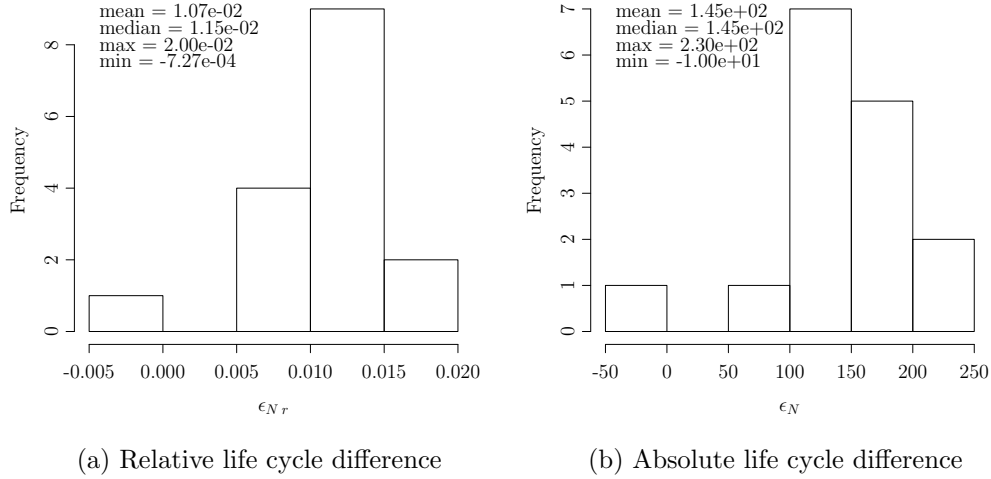 mean = 1.07e-02
median = 1.15e-02
max = 2.00e-02
min = -7.27e-04
Frequency
0
2
4
6
8
-0.005 0.000 0.005 0.010 0.015 0.020
ϵN r
(a) Relative life cycle difference
mean = 1.45e+02
median = 1.45e+02
max = 2.30e+02
min = -1.00e+01
Frequency
0
1
2
3
4
5
6
7
-50 0 50 100 150 200 250
ϵN
(b) Absolute life cycle difference